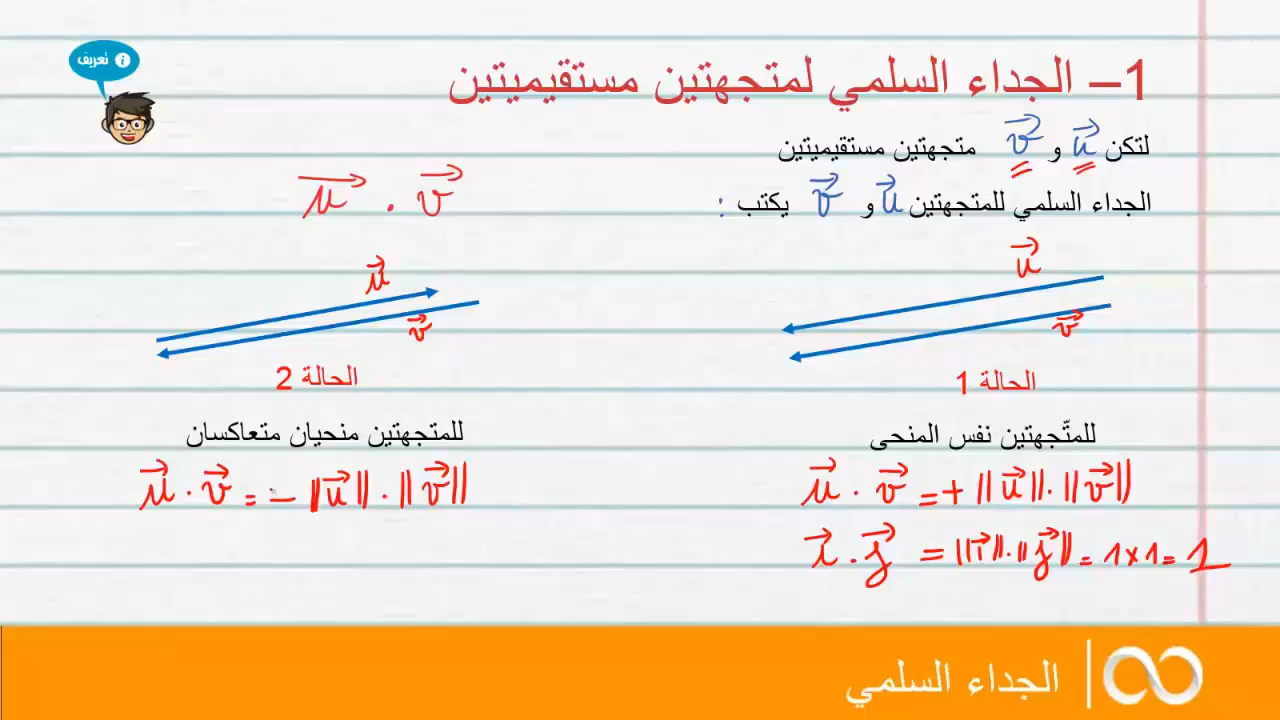 تعريف
1– الجداء السلمي لمتجهتين مستقيميتين
لتكن u⃗ و v⃗ متجهتين مستقيميتين
الجداء السلمي للمتجهتين u⃗ و v⃗ يكتب :
u⃗ . v⃗
u⃗
v⃗
الحالة 1
للمتّجهتين نفس المنحى
u⃗ . v⃗ = + ||u⃗|| . ||v⃗||
i⃗ . j⃗ = ||i⃗|| . ||j⃗|| = 1 x 1 = 1
u⃗
v⃗
الحالة 2
للمتجهتين منحيان متعاكسان
u⃗ . v⃗ = - ||u⃗|| . ||v⃗||
الجداء السلمي